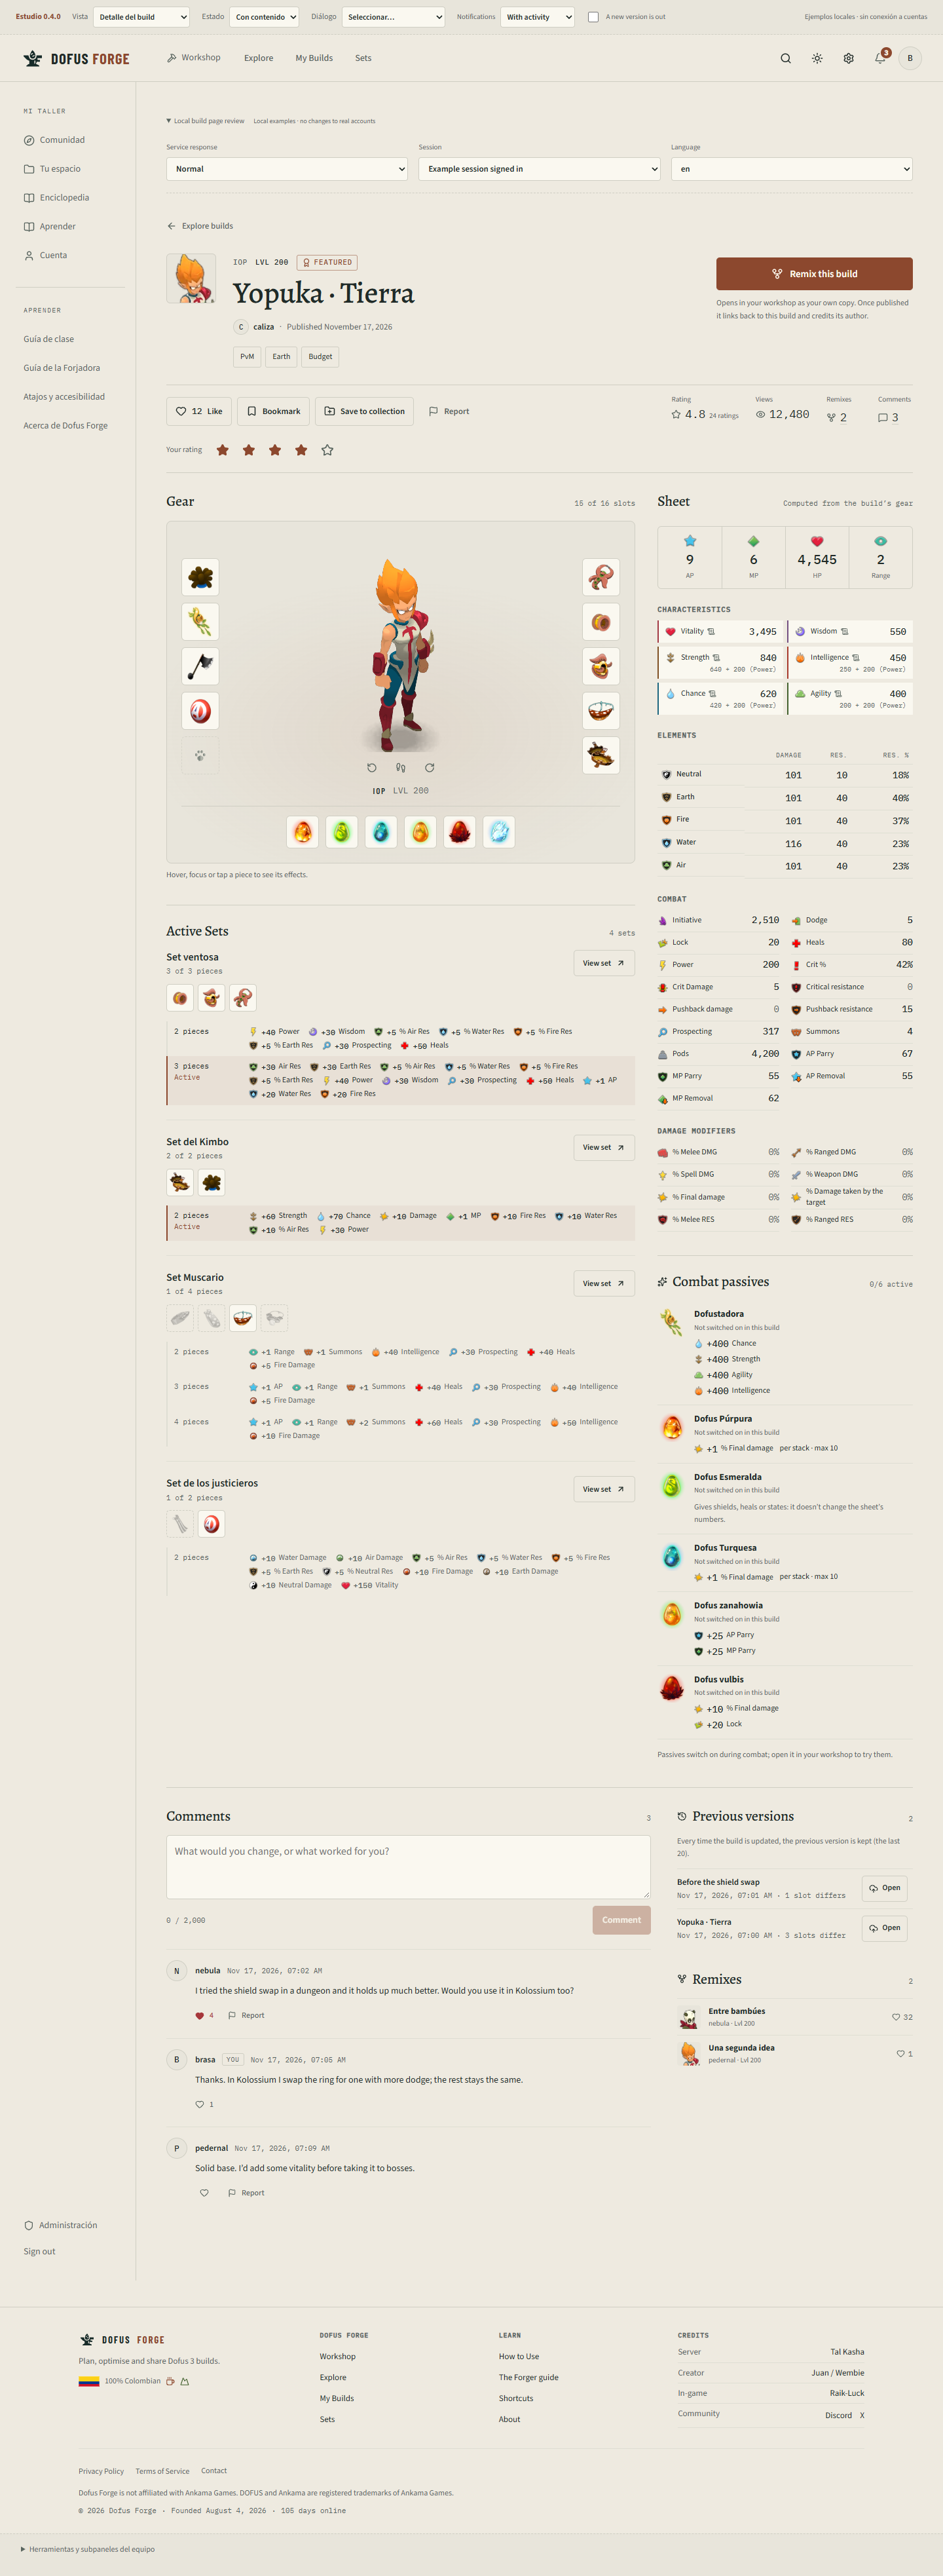 Estudio 0.4.0 Vista Detalle del build Estado Con contenido Diálogo Seleccionar... Notifications With activity A new version is out Ejemplos locales · sin conexión a cuentas
DOFUS FORGE Workshop Explore My Builds Sets 3 B
MI TALLER
Comunidad
Tu espacio
Enciclopedia
Aprender
Cuenta
APRENDER
Guía de clase
Guía de la Forjadora
Atajos y accesibilidad
Acerca de Dofus Forge
Administración
Sign out
Local build page review Local examples · no changes to real accounts
Service response Session Language
Normal Example session signed in en
Explore builds
IOP LVL 200 FEATURED
Yopuka · Tierra
C caliza · Published November 17, 2026
PvM Earth Budget
Remix this build
Opens in your workshop as your own copy. Once published
it links back to this build and credits its author.
12 Like Bookmark Save to collection Report
Rating Views Remixes Comments
4.8 24 ratings 12,480 2 3
Your rating
Gear 15 of 16 slots
IOP LVL 200
Hover, focus or tap a piece to see its effects.
Active Sets 4 sets
Set ventosa
3 of 3 pieces
View set
2 pieces +40 Power +30 Wisdom +5 % Air Res +5 % Water Res +5 % Fire Res
+5 % Earth Res +30 Prospecting +50 Heals
3 pieces +30 Air Res +30 Earth Res +5 % Air Res +5 % Water Res +5 % Fire Res
Active +5 % Earth Res +40 Power +30 Wisdom +30 Prospecting +50 Heals +1 AP
+20 Water Res +20 Fire Res
Set del Kimbo
2 of 2 pieces
View set
2 pieces +60 Strength +70 Chance +10 Damage +1 MP +10 Fire Res +10 Water Res
Active +10 % Air Res +30 Power
Set Muscario
1 of 4 pieces
View set
2 pieces +1 Range +1 Summons +40 Intelligence +30 Prospecting +40 Heals
+5 Fire Damage
3 pieces +1 AP +1 Range +1 Summons +40 Heals +30 Prospecting +40 Intelligence
+5 Fire Damage
4 pieces +1 AP +1 Range +2 Summons +60 Heals +30 Prospecting +50 Intelligence
+10 Fire Damage
Set de los justicieros
1 of 2 pieces
View set
2 pieces +10 Water Damage +10 Air Damage +5 % Air Res +5 % Water Res +5 % Fire Res
+5 % Earth Res +5 % Neutral Res +10 Fire Damage +10 Earth Damage
+10 Neutral Damage +150 Vitality
Sheet Computed from the build's gear
9 6 4,545 2
AP MP HP Range
CHARACTERISTICS
Vitality 3,495 Wisdom 550
Strength 840 Intelligence 450
640 + 200 (Power) 250 + 200 (Power)
Chance 620 Agility 400
420 + 200 (Power) 200 + 200 (Power)
ELEMENTS
DAMAGE RES. RES. %
Neutral 101 10 18%
Earth 101 40 40%
Fire 101 40 37%
Water 116 40 23%
Air 101 40 23%
COMBAT
Initiative 2,510 Dodge 5
Lock 20 Heals 80
Power 200 Crit % 42%
Crit Damage 5 Critical resistance 0
Pushback damage 0 Pushback resistance 15
Prospecting 317 Summons 4
Pods 4,200 AP Parry 67
MP Parry 55 AP Removal 55
MP Removal 62
DAMAGE MODIFIERS
% Melee DMG 0% % Ranged DMG 0%
% Spell DMG 0% % Weapon DMG 0%
% Final damage 0% % Damage taken by the target 0%
% Melee RES 0% % Ranged RES 0%
Combat passives 0/6 active
Dofustadora
Not switched on in this build
+400 Chance
+400 Strength
+400 Agility
+400 Intelligence
Dofus Púrpura
Not switched on in this build
+1 % Final damage per stack · max 10
Dofus Esmeralda
Not switched on in this build
Gives shields, heals or states: it doesn't change the sheet's
numbers.
Dofus Turquesa
Not switched on in this build
+1 % Final damage per stack · max 10
Dofus zanahowia
Not switched on in this build
+25 AP Parry
+25 MP Parry
Dofus vulbis
Not switched on in this build
+10 % Final damage
+20 Lock
Passives switch on during combat; open it in your workshop to try them.
Comments 3
What would you change, or what worked for you?
0 / 2,000 Comment
N nebula Nov 17, 2026, 07:02 AM
I tried the shield swap in a dungeon and it holds up much better. Would you use it in Kolossium too?
4 Report
B brasa YOU Nov 17, 2026, 07:05 AM
Thanks. In Kolossium I swap the ring for one with more dodge; the rest stays the same.
1
P pedernal Nov 17, 2026, 07:09 AM
Solid base. I'd add some vitality before taking it to bosses.
Report
Previous versions 2
Every time the build is updated, the previous version is kept (the last
20).
Before the shield swap
Nov 17, 2026, 07:01 AM · 1 slot differs
Open
Yopuka · Tierra
Nov 17, 2026, 07:00 AM · 3 slots differ
Open
Remixes 2
Entre bambúes
nebula · Lvl 200 32
Una segunda idea
pedernal · Lvl 200 1
DOFUS FORGE
Plan, optimise and share Dofus 3 builds.
100% Colombian
DOFUS FORGE
Workshop
Explore
My Builds
Sets
LEARN
How to Use
The Forger guide
Shortcuts
About
CREDITS
Server Tal Kasha
Creator Juan / Wembie
In-game Raik-Luck
Community Discord X
Privacy Policy Terms of Service Contact
Dofus Forge is not affiliated with Ankama Games. DOFUS and Ankama are registered trademarks of Ankama Games.
© 2026 Dofus Forge · Founded August 4, 2026 · 105 days online
Herramientas y subpaneles del equipo